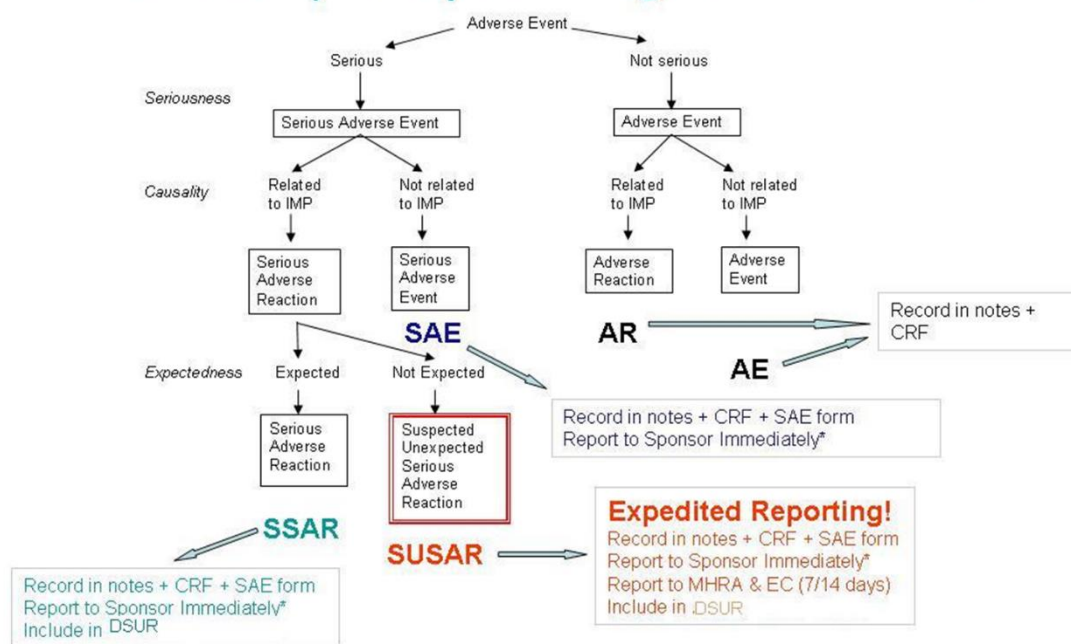 Adverse Event
Serious
Not serious
Seriousness
Serious Adverse Event
Adverse Event
Causality
Related
to IMP
Not related
to IMP
Related
to IMP
Not related
to IMP
Serious
Adverse
Reaction
Serious
Adverse
Event
Adverse
Reaction
Adverse
Event
SAE
AR
AE
Record in notes +
CRF
Expectedness
Expected
Not Expected
Record in notes + CRF + SAE form
Report to Sponsor Immediately*
Serious
Adverse
Reaction
Suspected
Unexpected
Serious
Adverse
Reaction
SSAR
SUSAR
Expedited Reporting!
Record in notes + CRF + SAE form
Report to Sponsor Immediately*
Report to MHRA & EC (7/14 days)
Include in .DSUR
Record in notes + CRF + SAE form
Report to Sponsor Immediately*
Include in DSUR